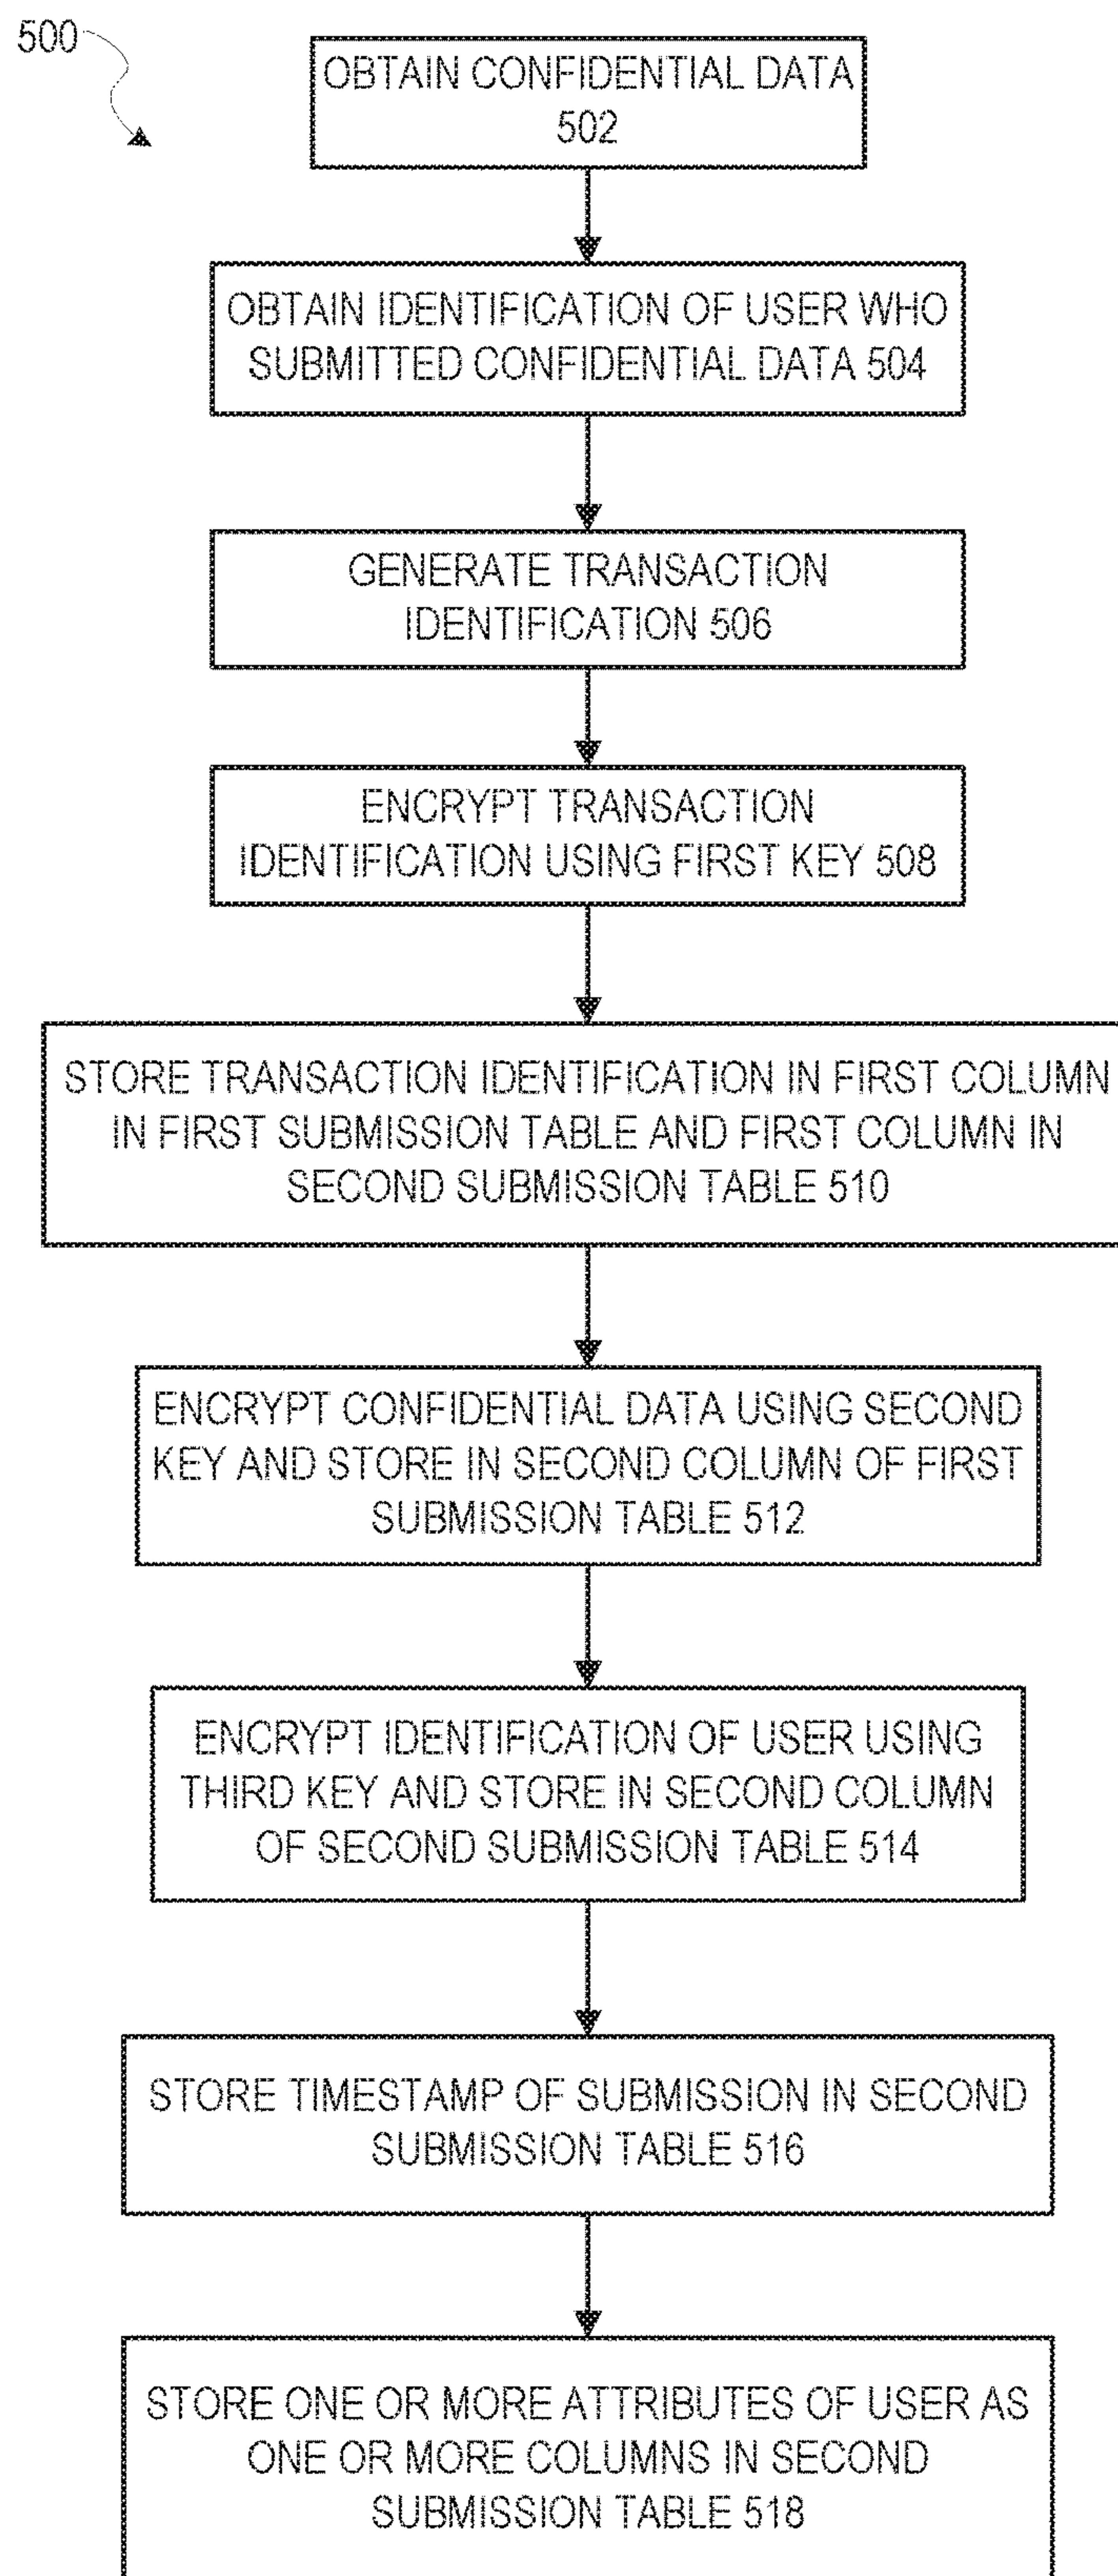 500
OBTAIN CONFIDENTIAL DATA
502
OBTAIN IDENTIFICATION OF USER WHO
SUBMITTED CONFIDENTIAL DATA 504
GENERATE TRANSACTION
IDENTIFICATION 506
ENCRYPT TRANSACTION
IDENTIFICATION USING FIRST KEY 508
STORE TRANSACTION IDENTIFICATION IN FIRST COLUMN
IN FIRST SUBMISSION TABLE AND FIRST COLUMN IN
SECOND SUBMISSION TABLE 510
ENCRYPT CONFIDENTIAL DATA USING SECOND
KEY AND STORE IN SECOND COLUMN OF FIRST
SUBMISSION TABLE 512
ENCRYPT IDENTIFICATION OF USER USING
THIRD KEY AND STORE IN SECOND COLUMN
OF SECOND SUBMISSION TABLE 514
STORE TIMESTAMP OF SUBMISSION IN SECOND
SUBMISSION TABLE 516
STORE ONE OR MORE ATTRIBUTES OF USER AS
ONE OR MORE COLUMNS IN SECOND
SUBMISSION TABLE 518